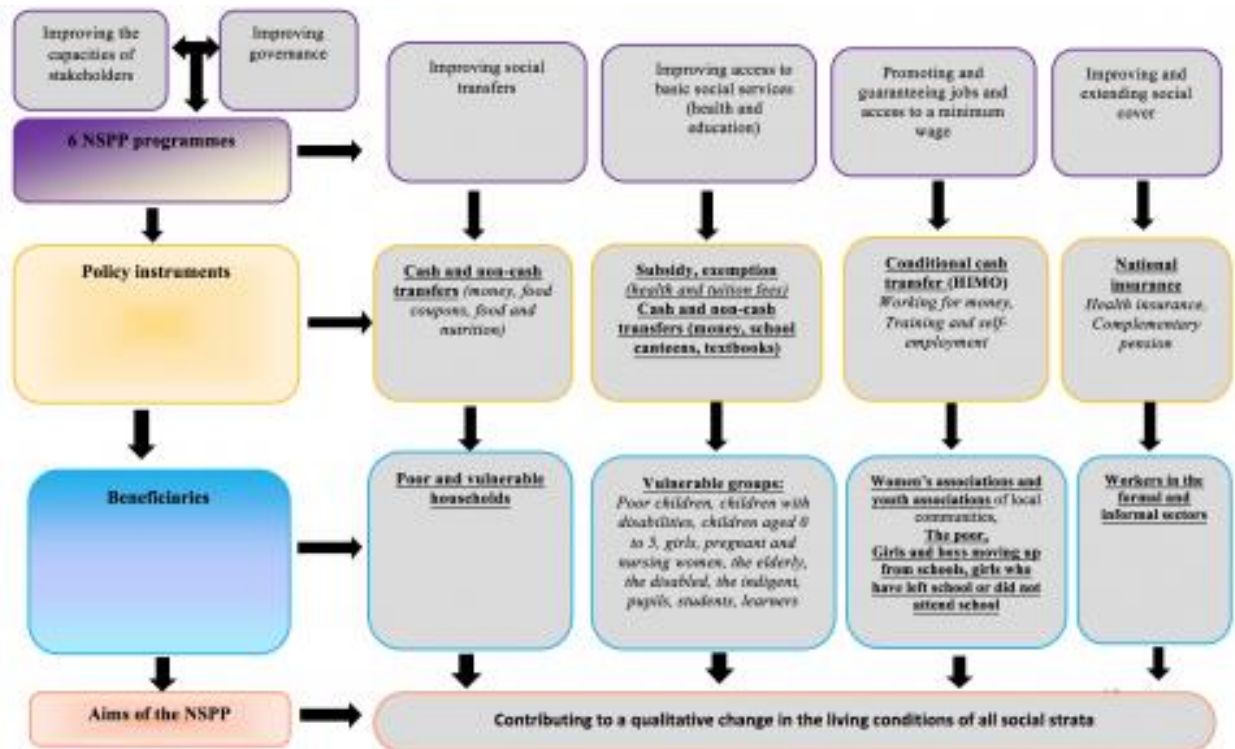 Improving the
capacities of
stakeholders
Improving
governance
Improving social
transfers
Improving access to
basic social services
(health and
education)
Promoting and
guaranteeing jobs and
access to a minimum
wage
Improving and
extending social
cover
6 NSPP programmes
Policy instruments
Cash and non-cash
transfers (money, food
coupons, food and
nutrition)
Subsidy, exemption
(health and tuition fees)
Cash and non-cash
transfers (money, school
canteens, textbooks)
Conditional cash
transfer (HIMO)
Working for money,
Training and self-
employment
National
insurance
Health insurance,
Complementary
pension
Beneficiaries
Poor and vulnerable
households
Vulnerable groups:
Poor children, children with
disabilities, children aged 0
to 5, girls, pregnant and
nursing women, the elderly,
the disabled, the indigent,
pupils, students, learners
Women's associations and
youth associations of local
communities,
The poor,
Girls and boys moving up
from schools, girls who
have left school or did not
attend school
Workers in the
formal and
informal sectors
Aims of the NSPP
Contributing to a qualitative change in the living conditions of all social strata